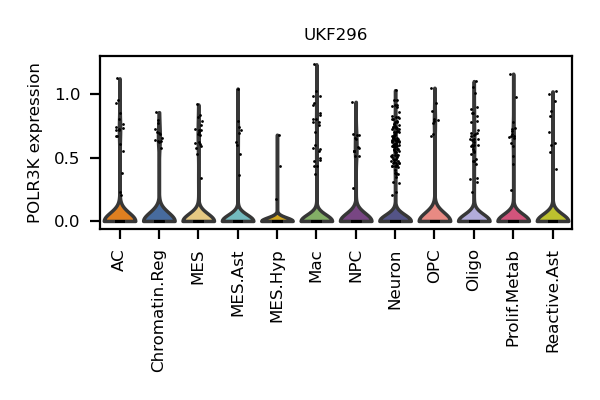 UKF296
POLR3K expression
1.0
0.5
0.0
AC
Chromatin.Reg
MES
MES.Ast
MES.Hyp
Mac
NPC
Neuron
OPC
Oligo
Prolif.Metab
Reactive.Ast